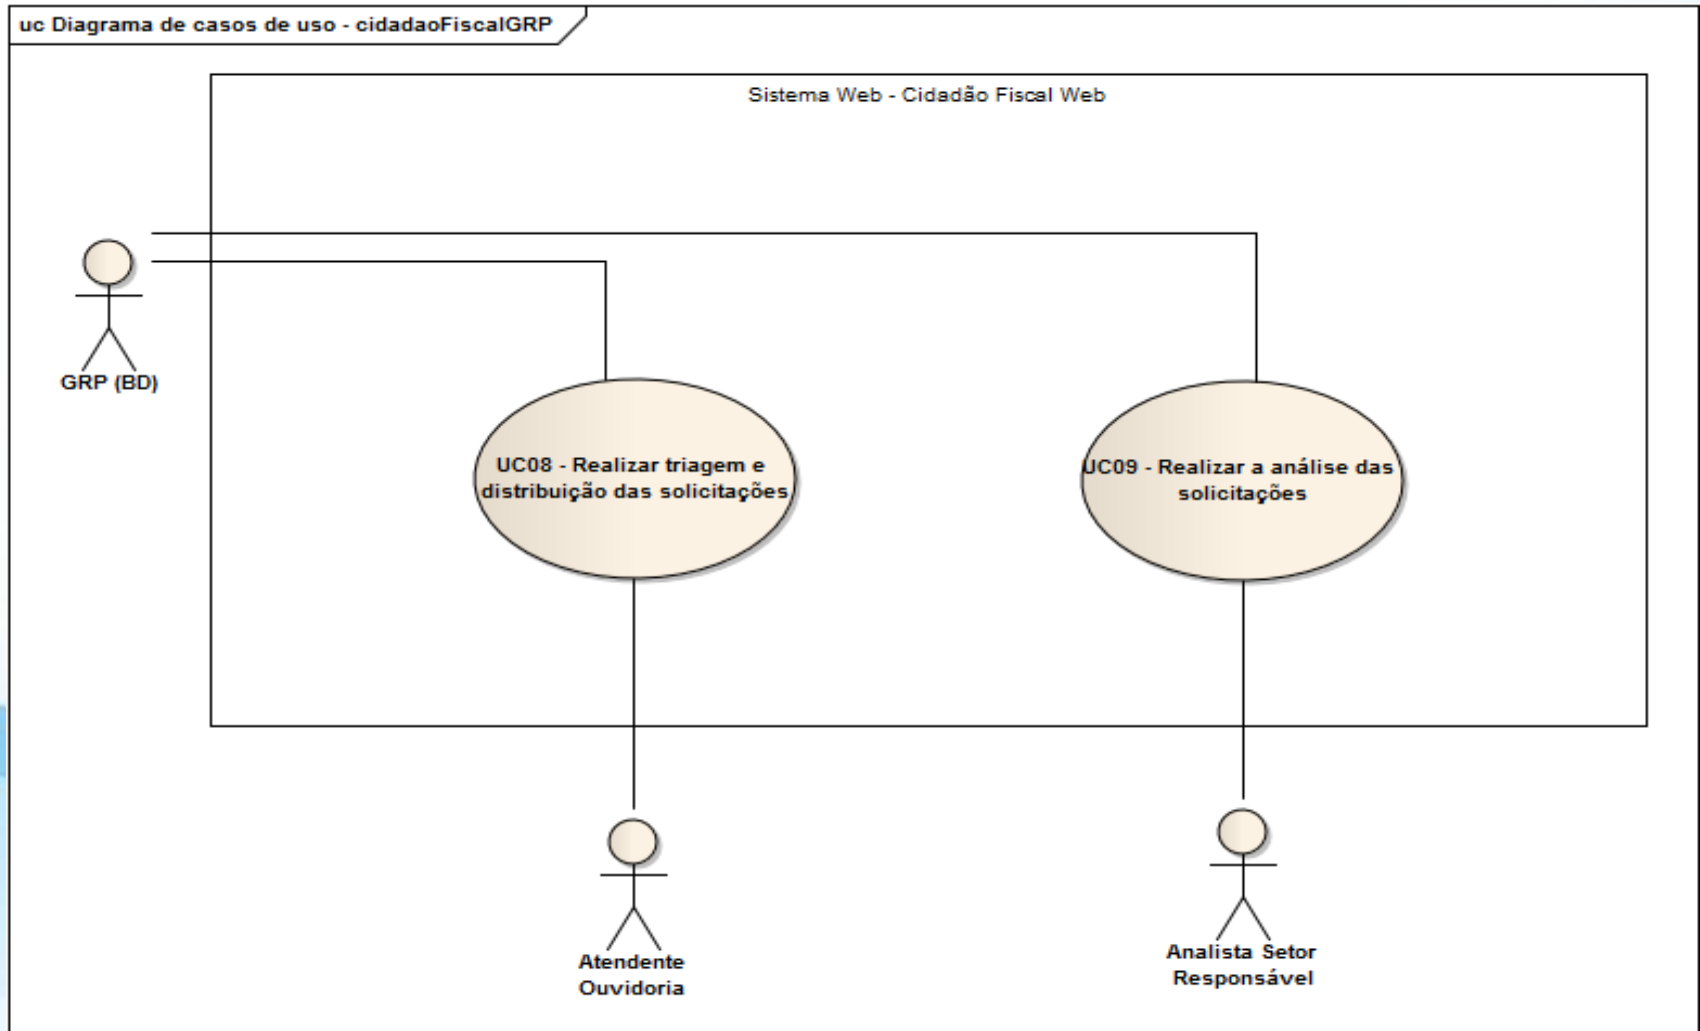 uc Diagrama de casos de uso - cidadaoFiscalGRP
Sistema Web - Cidadão Fiscal Web
GRP (BD)
UC08 - Realizar triagem e
distribuição das solicitações
UC09 - Realizar a análise das
solicitações
Atendente
Ouvidoria
Analista Setor
Responsável